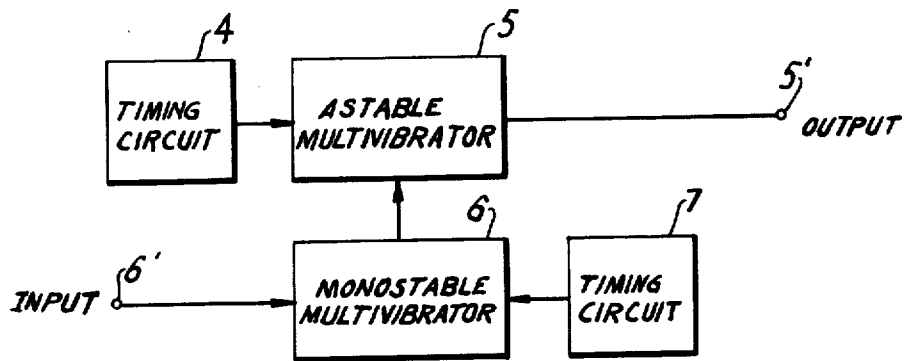 4
5
5'
TIMING
CIRCUIT
ASTABLE
MULTIVIBRATOR
OUTPUT
6
7
6'
INPUT
MONOSTABLE
MULTIVIBRATOR
TIMING
CIRCUIT